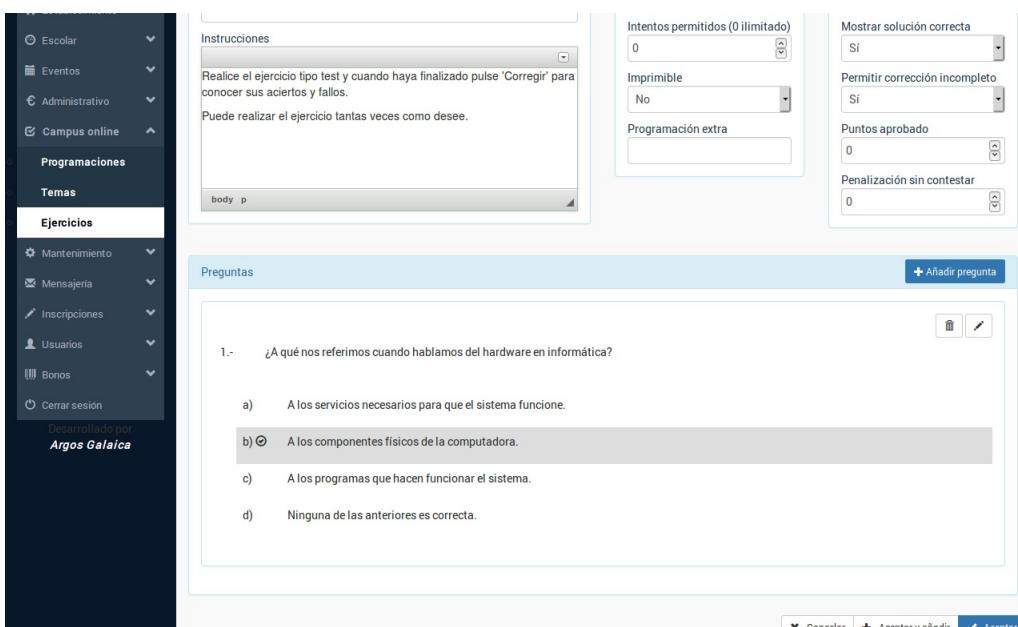 Escolar
Eventos
Administrativo
Campus online
Programaciones
Temas
Ejercicios
Mantenimiento
Mensajería
Inscripciones
Usuarios
Bonos
Cerrar sesión
Desarrollado por
Argos Galaica
Instrucciones
Realice el ejercicio tipo test y cuando haya finalizado pulse 'Corregir' para
conocer sus aciertos y fallos.
Puede realizar el ejercicio tantas veces como desee.
body p
Intentos permitidos (0 ilimitado)
0
Imprimible
No
Programación extra
Mostrar solución correcta
Sí
Permitir corrección incompleto
Sí
Puntos aprobado
0
Penalización sin contestar
0
Preguntas
Añadir pregunta
1.- ¿A qué nos referimos cuando hablamos del hardware en informática?
a) A los servicios necesarios para que el sistema funcione.
b) A los componentes físicos de la computadora.
c) A los programas que hacen funcionar el sistema.
d) Ninguna de las anteriores es correcta.